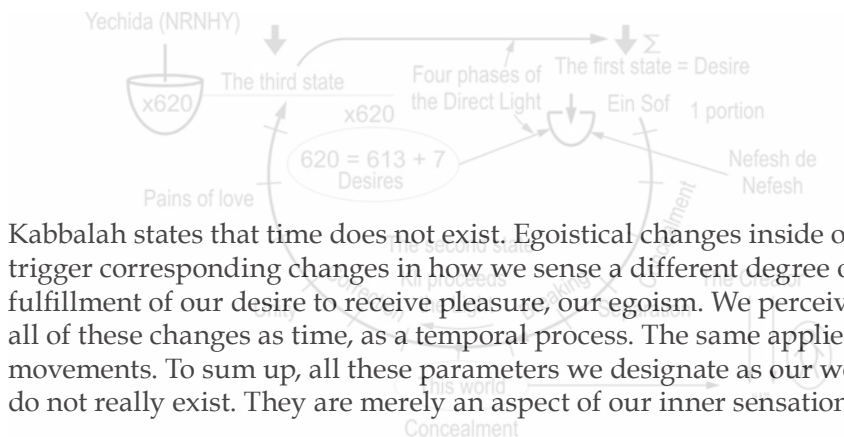 Yechida (NRNHY)
Σ
The third state
Four phases of
the Direct Light
The first state = Desire
x620
x620
Ein Sof
1 portion
620 = 613 + 7
Desires
Nefesh de
Nefesh
Pains of love
Concealment
Kabbalah states that time does not exist. Egoistical changes inside o
The second state
trigger corresponding changes in how we sense a different degree o
fulfillment of our desire to receive pleasure, our egoism. We perceiv
all of these changes as time, as a temporal process. The same applie
movements. To sum up, all these parameters we designate as our wo
This world
do not really exist. They are merely an aspect of our inner sensation
Concealment